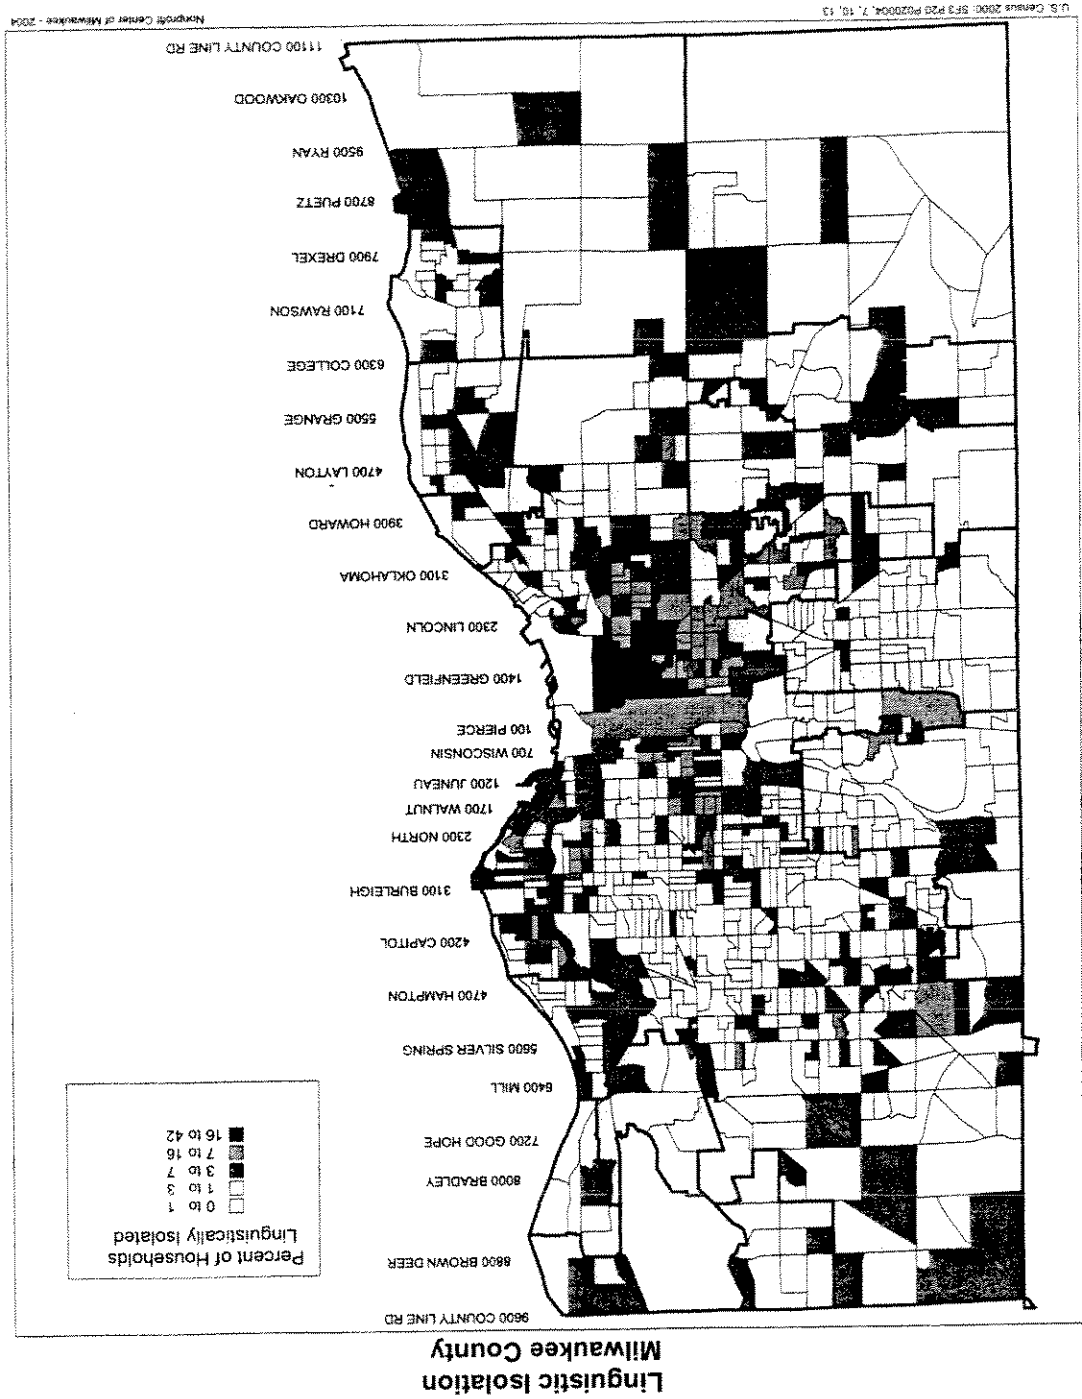 Linguistic Isolation
Milwaukee County
9600 COUNTY LINE RD
8800 BROWN DEER
8000 BRADLEY
7200 GOOD HOPE
6400 MILL
5600 SILVER SPRING
4700 HAMPTON
4200 CAPITOL
3100 BURLEIGH
2300 NORTH
1700 WALNUT
1200 JUNEAU
700 WISCONSIN
100 PIERCE
1400 GREENFIELD
2300 LINCOLN
3100 OKLAHOMA
3900 HOWARD
4700 LAYTON
5500 GRANGE
6300 COLLEGE
7100 RAWSON
7900 DREXEL
8700 PUETZ
9500 RYAN
10300 OAKWOOD
11100 COUNTY LINE RD
Percent of Households
Linguistically Isolated
0 to 1
1 to 3
3 to 7
7 to 16
16 to 42
U.S. Census 2000: SF3 P20 P020004, 7, 10, 13
Nonprofit Center of Milwaukee - 2004